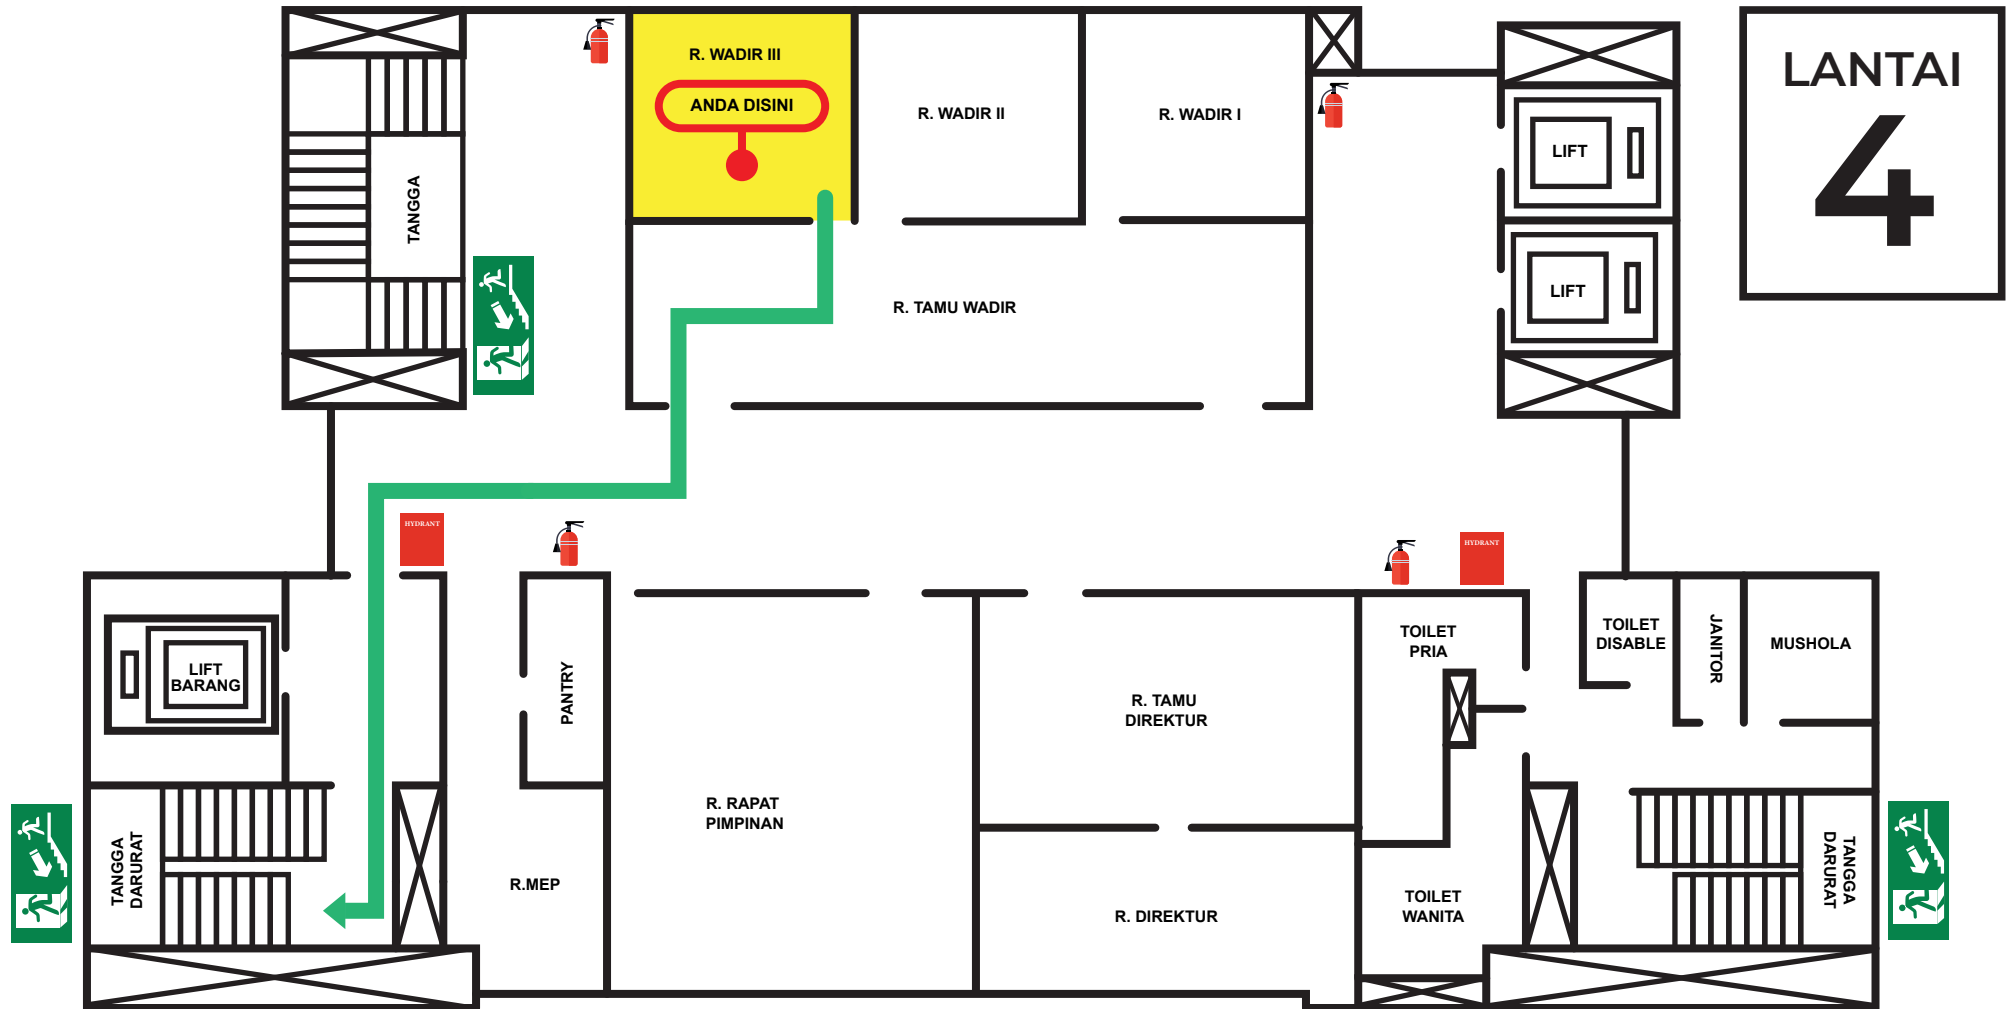 LANTAI
4
R. WADIR III
ANDA DISINI
R. WADIR II
R. WADIR I
LIFT
TANGGA
LIFT
R. TAMU WADIR
HYDRANT
HYDRANT
TOILET
PRIA
TOILET
DISABLE
JANITOR
MUSHOLA
LIFT
BARANG
PANTRY
R. TAMU
DIREKTUR
R. RAPAT
PIMPINAN
TANGGA
DARURAT
R.MEP
R. DIREKTUR
TOILET
WANITA
TANGGA
DARURAT